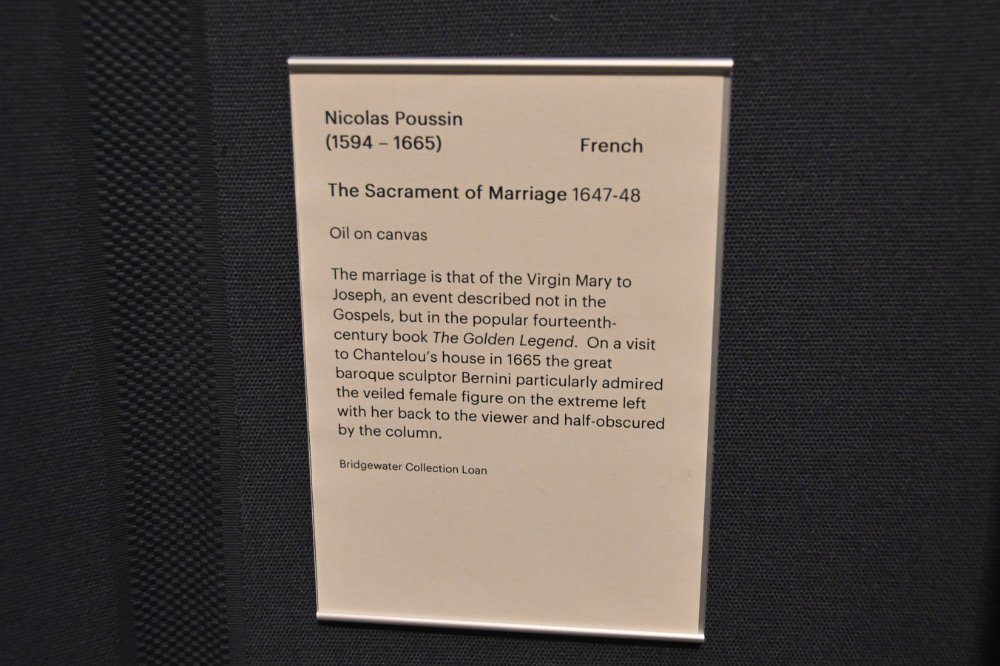 Nicolas Poussin
(1594 – 1665) French
The Sacrament of Marriage 1647-48
Oil on canvas
The marriage is that of the Virgin Mary to
Joseph, an event described not in the
Gospels, but in the popular fourteenth-
century book The Golden Legend. On a visit
to Chantelou's house in 1665 the great
baroque sculptor Bernini particularly admired
the veiled female figure on the extreme left
with her back to the viewer and half-obscured
by the column.
Bridgewater Collection Loan